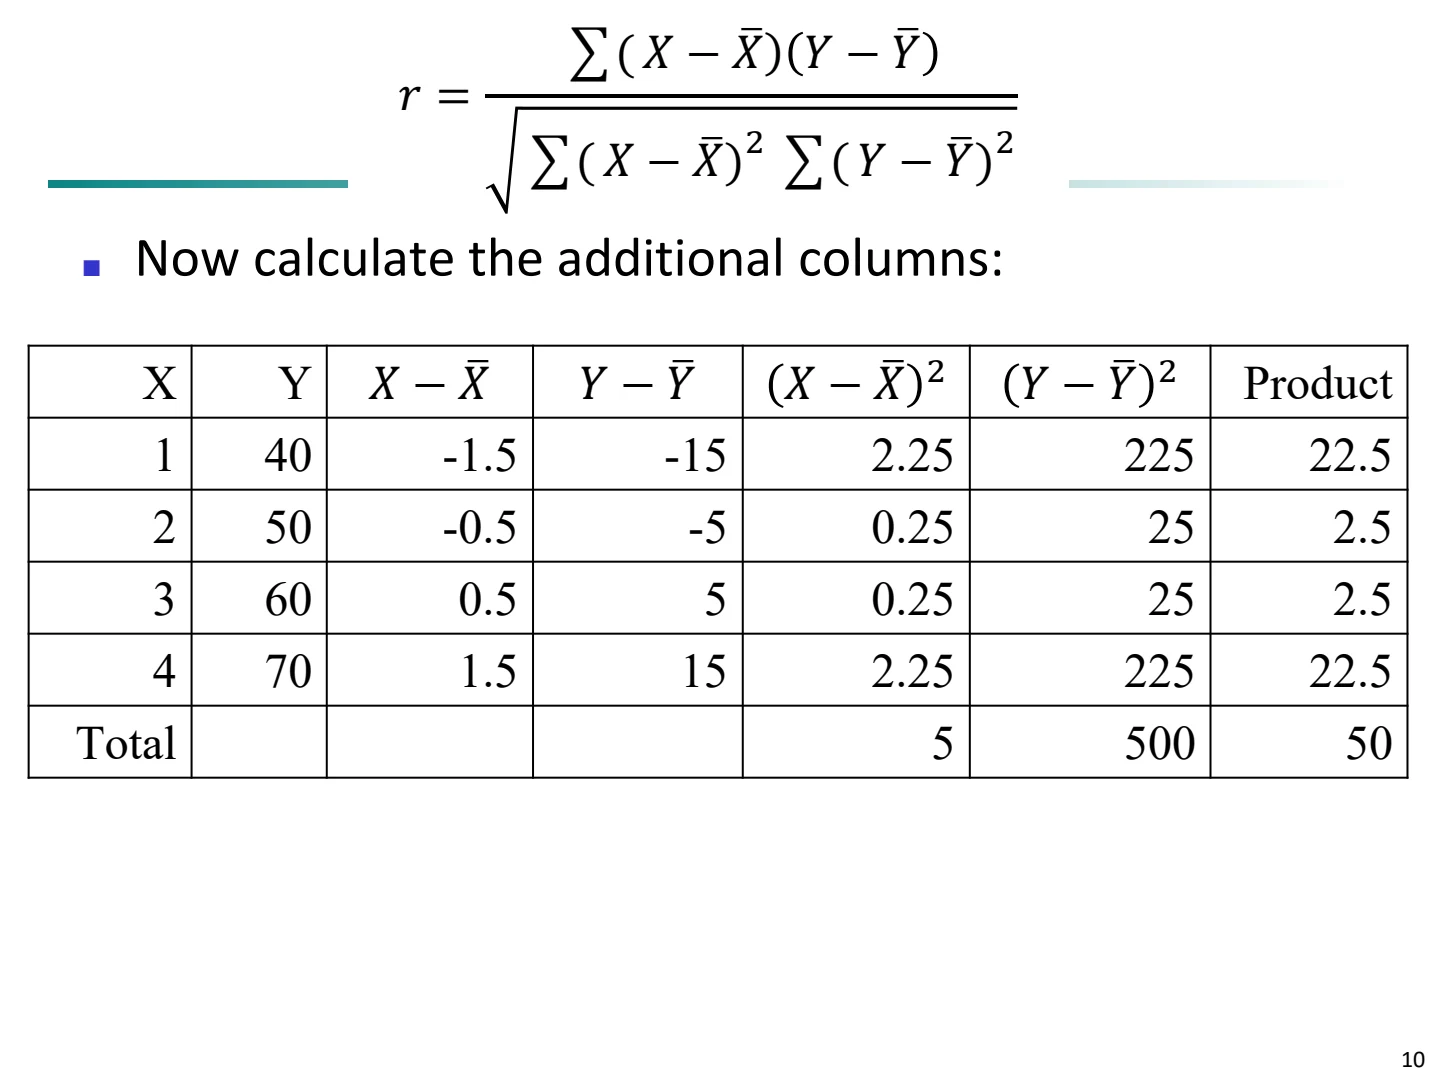 r = ∑(X − X̄)(Y − Ȳ) / √(∑(X − X̄)² ∑(Y − Ȳ)²)
■ Now calculate the additional columns:
X Y X − X̄ Y − Ȳ (X − X̄)² (Y − Ȳ)² Product
1 40 -1.5 -15 2.25 225 22.5
2 50 -0.5 -5 0.25 25 2.5
3 60 0.5 5 0.25 25 2.5
4 70 1.5 15 2.25 225 22.5
Total 5 500 50
10